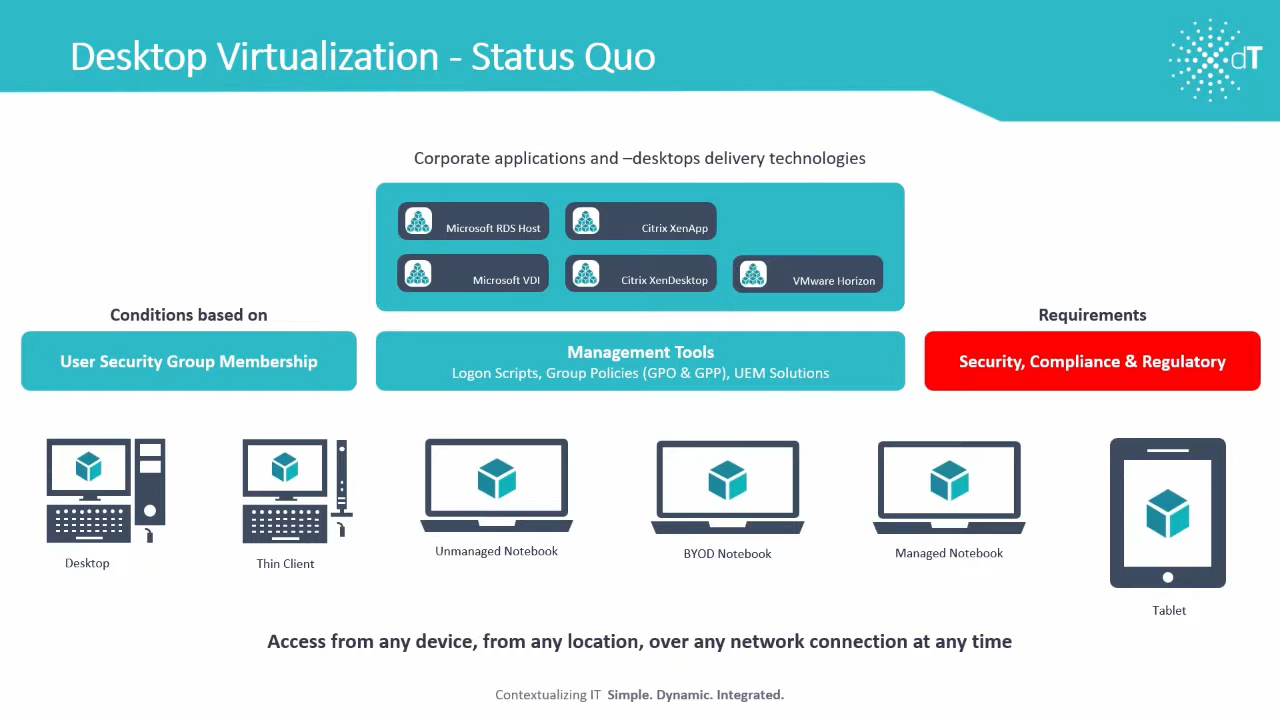 Desktop Virtualization - Status Quo
dT
Corporate applications and –desktops delivery technologies
Microsoft RDS Host
Citrix XenApp
Microsoft VDI
Citrix XenDesktop
VMware Horizon
Conditions based on
User Security Group Membership
Management Tools
Logon Scripts, Group Policies (GPO & GPP), UEM Solutions
Requirements
Security, Compliance & Regulatory
Desktop
Thin Client
Unmanaged Notebook
BYOD Notebook
Managed Notebook
Tablet
Access from any device, from any location, over any network connection at any time
Contextualizing IT Simple. Dynamic. Integrated.